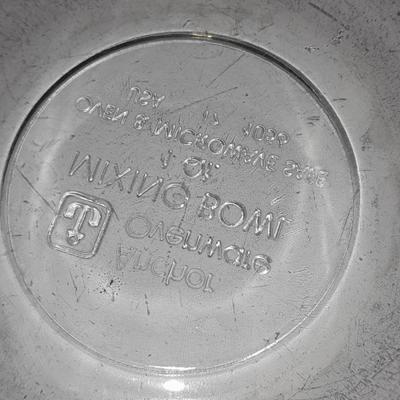 Anchor
Ovenware
MIXING BOWL
1 Qt.
OVEN & MICROWAVE SAFE
USA